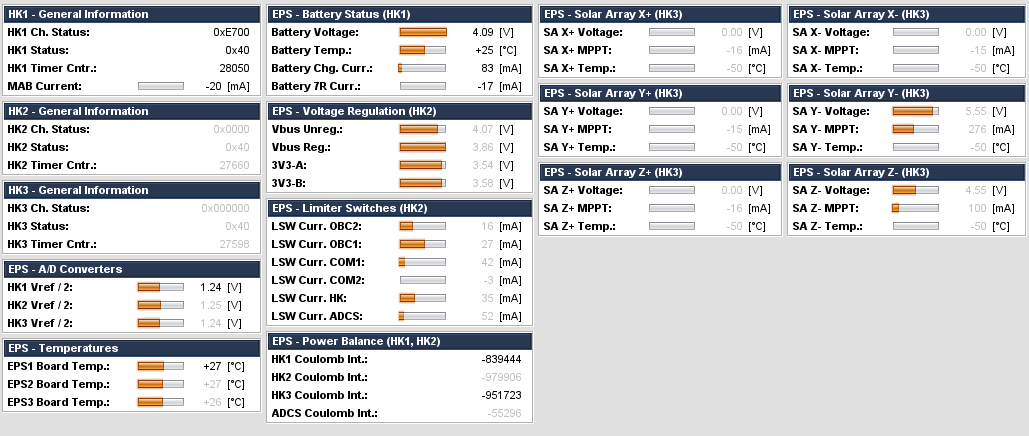 HK1 - General Information
HK1 Ch. Status: 0xE700
HK1 Status: 0x40
HK1 Timer Cntr.: 28050
MAB Current: -20 [mA]
HK2 - General Information
HK2 Ch. Status: 0x0000
HK2 Status: 0x40
HK2 Timer Cntr.: 27660
HK3 - General Information
HK3 Ch. Status: 0x000000
HK3 Status: 0x40
HK3 Timer Cntr.: 27598
EPS - A/D Converters
HK1 Vref / 2: 1.24 [V]
HK2 Vref / 2: 1.25 [V]
HK3 Vref / 2: 1.24 [V]
EPS - Temperatures
EPS1 Board Temp.: +27 [°C]
EPS2 Board Temp.: +27 [°C]
EPS3 Board Temp.: +26 [°C]
EPS - Battery Status (HK1)
Battery Voltage: 4.09 [V]
Battery Temp.: +25 [°C]
Battery Chg. Curr.: 83 [mA]
Battery 7R Curr.: -17 [mA]
EPS - Voltage Regulation (HK2)
Vbus Unreg.: 4.07 [V]
Vbus Reg.: 3.86 [V]
3V3-A: 3.54 [V]
3V3-B: 3.58 [V]
EPS - Limiter Switches (HK2)
LSW Curr. OBC2: 16 [mA]
LSW Curr. OBC1: 27 [mA]
LSW Curr. COM1: 42 [mA]
LSW Curr. COM2: -3 [mA]
LSW Curr. HK: 35 [mA]
LSW Curr. ADCS: 52 [mA]
EPS - Power Balance (HK1, HK2)
HK1 Coulomb Int.: -839444
HK2 Coulomb Int.: -979906
HK3 Coulomb Int.: -951723
ADCS Coulomb Int.: -55296
EPS - Solar Array X+ (HK3)
SA X+ Voltage: 0.00 [V]
SA X+ MPPT: -16 [mA]
SA X+ Temp.: -50 [°C]
EPS - Solar Array Y+ (HK3)
SA Y+ Voltage: 0.00 [V]
SA Y+ MPPT: -15 [mA]
SA Y+ Temp.: -50 [°C]
EPS - Solar Array Z+ (HK3)
SA Z+ Voltage: 0.00 [V]
SA Z+ MPPT: -16 [mA]
SA Z+ Temp.: -50 [°C]
EPS - Solar Array X- (HK3)
SA X- Voltage: 0.00 [V]
SA X- MPPT: -15 [mA]
SA X- Temp.: -50 [°C]
EPS - Solar Array Y- (HK3)
SA Y- Voltage: 5.55 [V]
SA Y- MPPT: 276 [mA]
SA Y- Temp.: -50 [°C]
EPS - Solar Array Z- (HK3)
SA Z- Voltage: 4.55 [V]
SA Z- MPPT: 100 [mA]
SA Z- Temp.: -50 [°C]